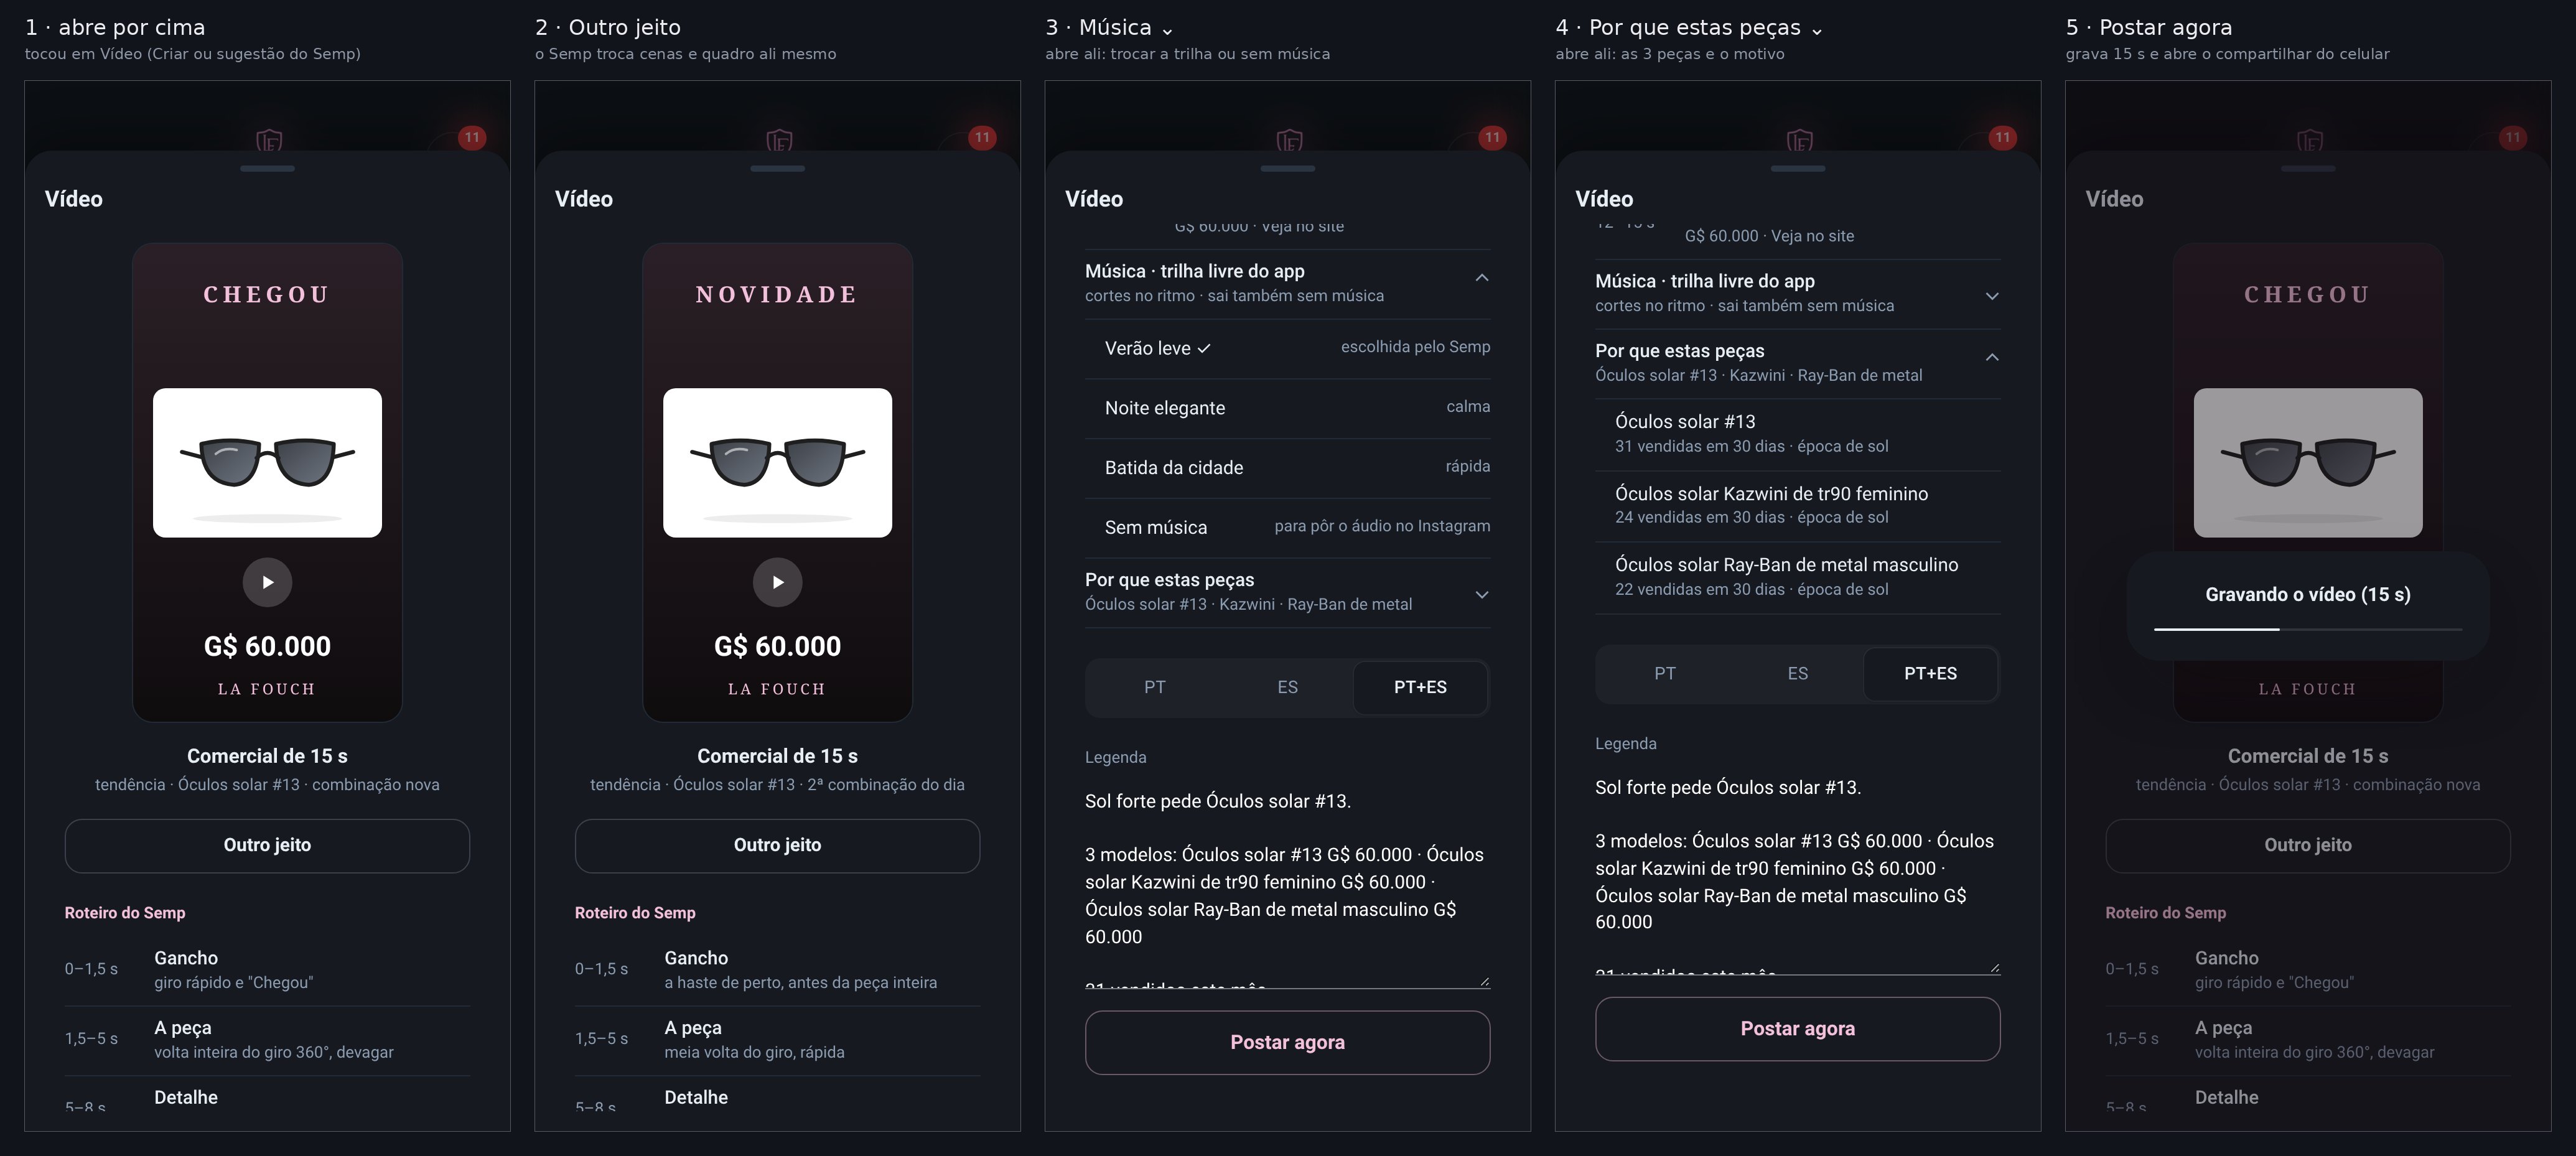 1 · abre por cima
tocou em Vídeo (Criar ou sugestão do Semp)
11
Vídeo
CHEGOU
G$ 60.000
LA FOUCH
Comercial de 15 s
tendência · Óculos solar #13 · combinação nova
Outro jeito
Roteiro do Semp
0–1,5 s
Gancho
giro rápido e "Chegou"
1,5–5 s
A peça
volta inteira do giro 360°, devagar
5–8 s
Detalhe
2 · Outro jeito
o Semp troca cenas e quadro ali mesmo
11
Vídeo
NOVIDADE
G$ 60.000
LA FOUCH
Comercial de 15 s
tendência · Óculos solar #13 · 2ª combinação do dia
Outro jeito
Roteiro do Semp
0–1,5 s
Gancho
a haste de perto, antes da peça inteira
1,5–5 s
A peça
meia volta do giro, rápida
5–8 s
Detalhe
3 · Música ⌄
abre ali: trocar a trilha ou sem música
11
Vídeo
G$ 60.000 · Veja no site
Música · trilha livre do app
cortes no ritmo · sai também sem música
Verão leve ✓
escolhida pelo Semp
Noite elegante
calma
Batida da cidade
rápida
Sem música
para pôr o áudio no Instagram
Por que estas peças
Óculos solar #13 · Kazwini · Ray-Ban de metal
PT
ES
PT+ES
Legenda
Sol forte pede Óculos solar #13.
3 modelos: Óculos solar #13 G$ 60.000 · Óculos
solar Kazwini de tr90 feminino G$ 60.000 ·
Óculos solar Ray-Ban de metal masculino G$
60.000
31 vendidos este mês
Postar agora
4 · Por que estas peças ⌄
abre ali: as 3 peças e o motivo
11
Vídeo
G$ 60.000 · Veja no site
Música · trilha livre do app
cortes no ritmo · sai também sem música
Por que estas peças
Óculos solar #13 · Kazwini · Ray-Ban de metal
Óculos solar #13
31 vendidas em 30 dias · época de sol
Óculos solar Kazwini de tr90 feminino
24 vendidas em 30 dias · época de sol
Óculos solar Ray-Ban de metal masculino
22 vendidas em 30 dias · época de sol
PT
ES
PT+ES
Legenda
Sol forte pede Óculos solar #13.
3 modelos: Óculos solar #13 G$ 60.000 · Óculos
solar Kazwini de tr90 feminino G$ 60.000 ·
Óculos solar Ray-Ban de metal masculino G$
60.000
Postar agora
5 · Postar agora
grava 15 s e abre o compartilhar do celular
11
Vídeo
CHEGOU
Gravando o vídeo (15 s)
LA FOUCH
Comercial de 15 s
tendência · Óculos solar #13 · combinação nova
Outro jeito
Roteiro do Semp
0–1,5 s
Gancho
giro rápido e "Chegou"
1,5–5 s
A peça
volta inteira do giro 360°, devagar
5–8 s
Detalhe